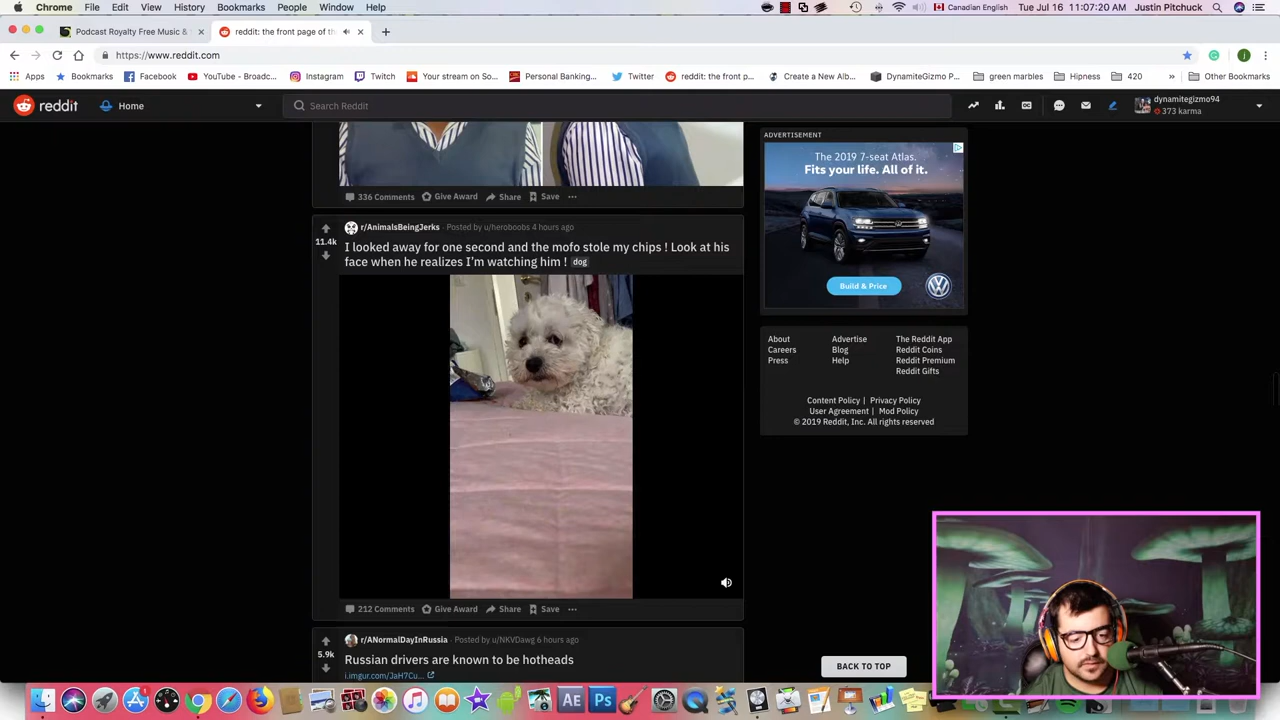 Chrome File Edit View History Bookmarks People Window Help
Canadian English Tue Jul 16 11:07:20 AM Justin Pitchuck
Podcast Royalty Free Music &
reddit: the front page of th
https://www.reddit.com
Apps Bookmarks Facebook YouTube - Broadc... Instagram Twitch Your stream on So... Personal Banking... Twitter reddit: the front p... Create a New Alb... DynamiteGizmo P... green marbles Hipness 420 » Other Bookmarks
reddit Home Search Reddit dynamitegizmo94
373 karma
336 Comments Give Award Share Save
r/AnimalsBeingJerks Posted by u/heroboobs 4 hours ago
11.4k
I looked away for one second and the mofo stole my chips ! Look at his
face when he realizes I'm watching him ! dog
212 Comments Give Award Share Save
r/ANormalDayInRussia Posted by u/NKVDawg 6 hours ago
5.9k
Russian drivers are known to be hotheads
i.imgur.com/JaH7Cu...
ADVERTISEMENT
The 2019 7-seat Atlas.
Fits your life. All of it.
Build & Price
About Advertise The Reddit App
Careers Blog Reddit Coins
Press Help Reddit Premium
Reddit Gifts
Content Policy | Privacy Policy
User Agreement | Mod Policy
© 2019 Reddit, Inc. All rights reserved
BACK TO TOP
AE Ps